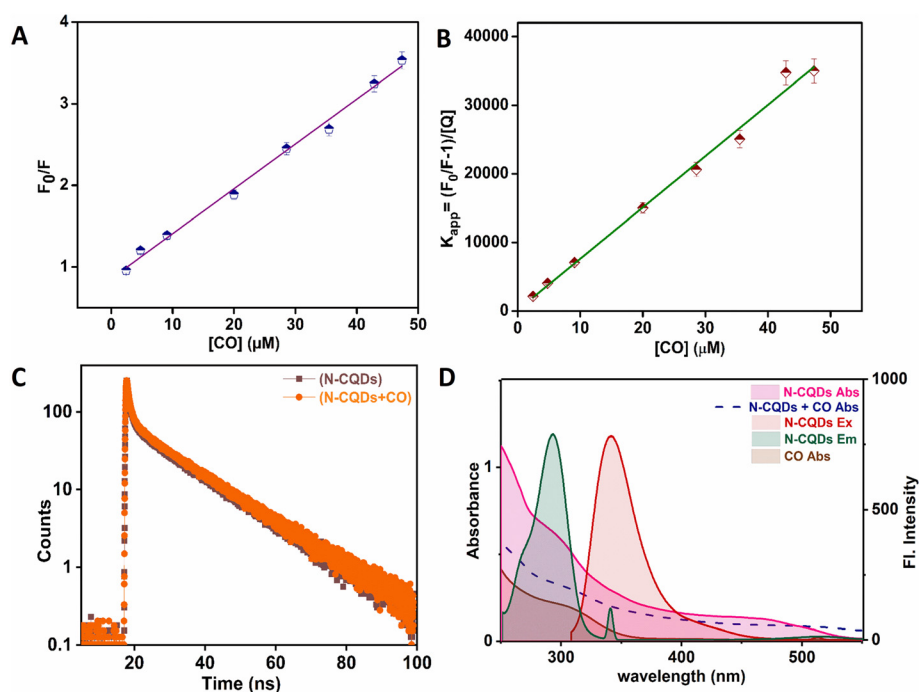 A
4
3
2
1
F0/F
0
10
20
30
40
50
[CO] (µM)
B
40000
30000
20000
10000
0
Kapp = (F0/F-1)/[Q]
0
10
20
30
40
50
[CO] (µM)
C
(N-CQDs)
(N-CQDs+CO)
100
10
1
0.1
Counts
20
40
60
80
100
Time (ns)
D
N-CQDs Abs
N-CQDs + CO Abs
N-CQDs Ex
N-CQDs Em
CO Abs
1
0
Absorbance
1000
500
0
Fl. Intensity
300
400
500
wavelength (nm)